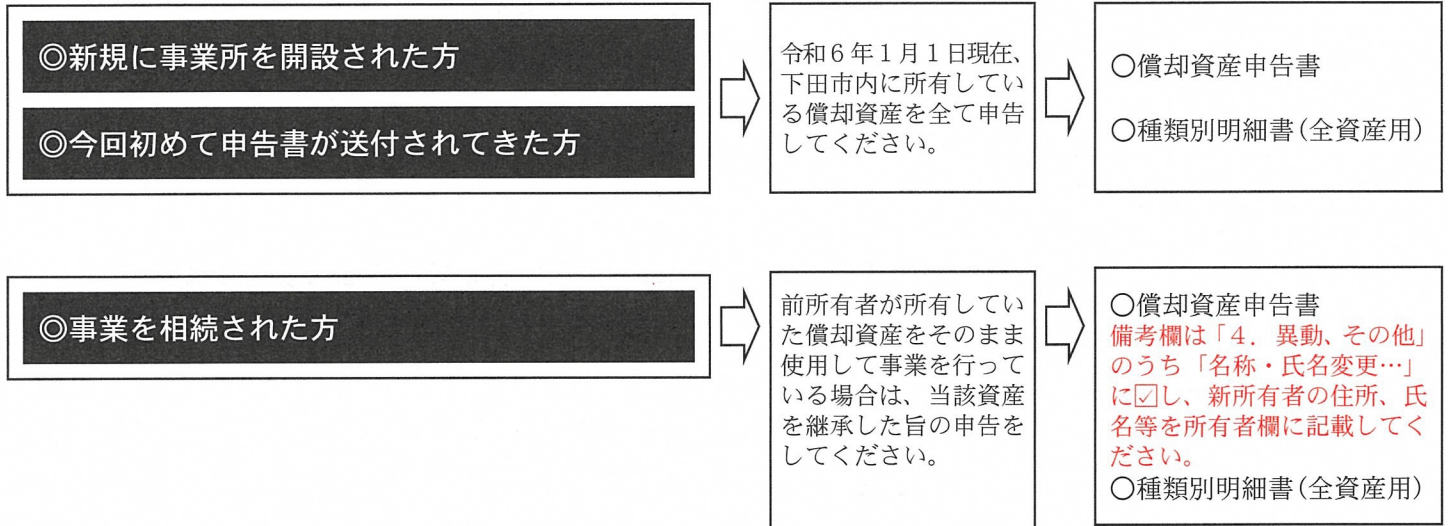 ◎新規に事業所を開設された方
◎今回初めて申告書が送付されてきた方
令和6年1月1日現在、
下田市内に所有してい
る償却資産を全て申告
してください。
○償却資産申告書
○種類別明細書(全資産用)
◎事業を相続された方
前所有者が所有してい
た償却資産をそのまま
使用して事業を行って
いる場合は、当該資産
を継承した旨の申告を
してください。
○償却資産申告書
備考欄は「4．異動、その他」
のうち「名称・氏名変更…」
に☑し、新所有者の住所、氏
名等を所有者欄に記載してく
ださい。
○種類別明細書(全資産用)